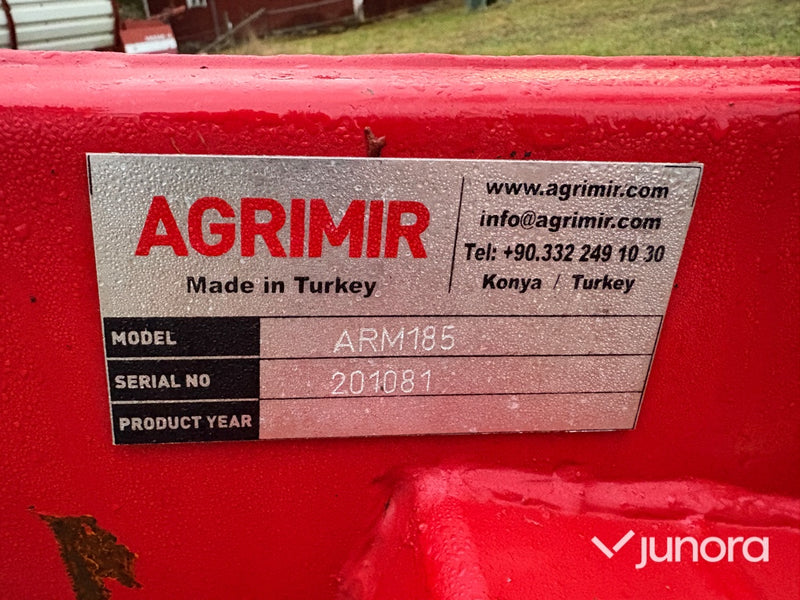 AGRIMIR
Made in Turkey
www.agrimir.com
info@agrimir.com
Tel: +90.332 249 10 30
Konya / Turkey
MODEL ARM185
SERIAL NO 201081
PRODUCT YEAR
junora